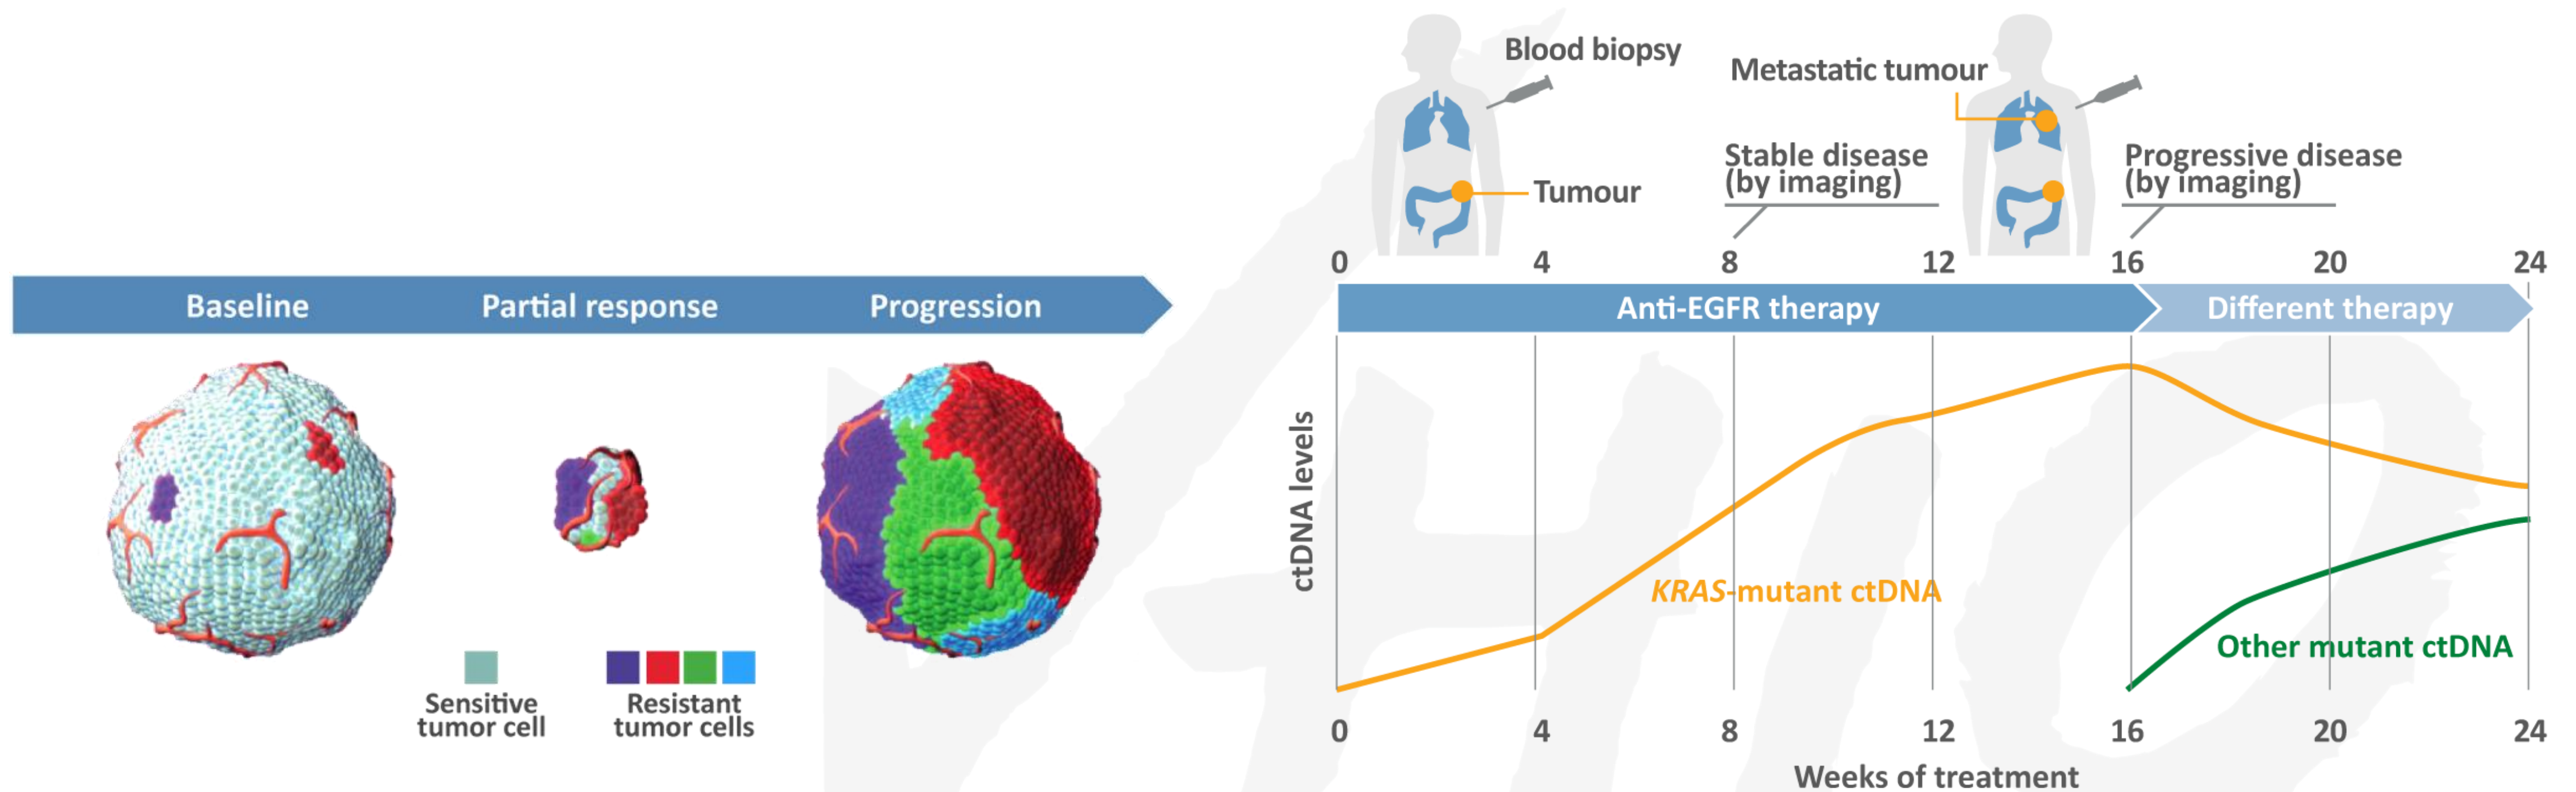 Baseline
Partial response
Progression
Sensitive
tumor cell
Resistant
tumor cells
Blood biopsy
Tumour
Metastatic tumour
Stable disease
(by imaging)
Progressive disease
(by imaging)
0 4 8 12 16 20 24
Anti-EGFR therapy
Different therapy
ctDNA levels
KRAS-mutant ctDNA
Other mutant ctDNA
0 4 8 12 16 20 24
Weeks of treatment